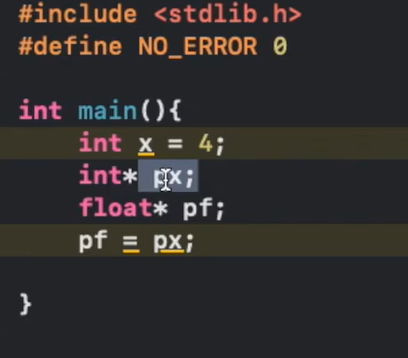 #include <stdlib.h>
#define NO_ERROR 0
int main(){
int x = 4;
int* px;
float* pf;
pf = px;
}